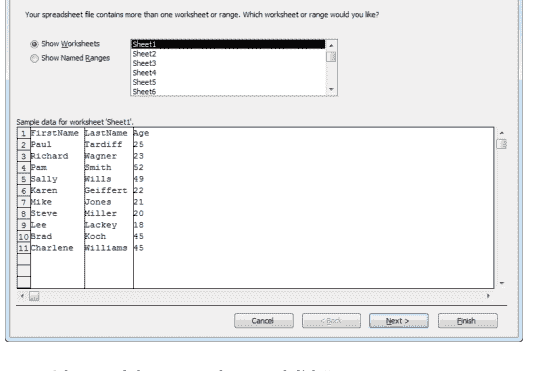 Your spreadsheet file contains more than one worksheet or range. Which worksheet or range would you like?
Show Worksheets
Show Named Ranges
Sheet1
Sheet2
Sheet3
Sheet4
Sheet5
Sheet6
Sample data for worksheet 'Sheet1'.
1 FirstName LastName Age
2 Paul Tardiff 25
3 Richard Wagner 23
4 Pam Smith 52
5 Sally Wills 49
6 Karen Geiffert 22
7 Mike Jones 21
8 Steve Miller 20
9 Lee Lackey 18
10 Brad Koch 45
11 Charlene Williams 45
Cancel < Back Next > Finish